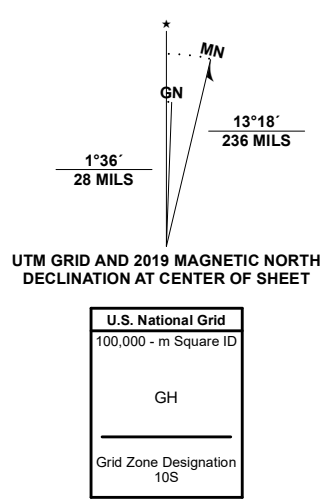 ★
MN
GN
13°18´
236 MILS
1°36´
28 MILS
UTM GRID AND 2019 MAGNETIC NORTH
DECLINATION AT CENTER OF SHEET
U.S. National Grid
100,000 - m Square ID
GH
Grid Zone Designation
10S